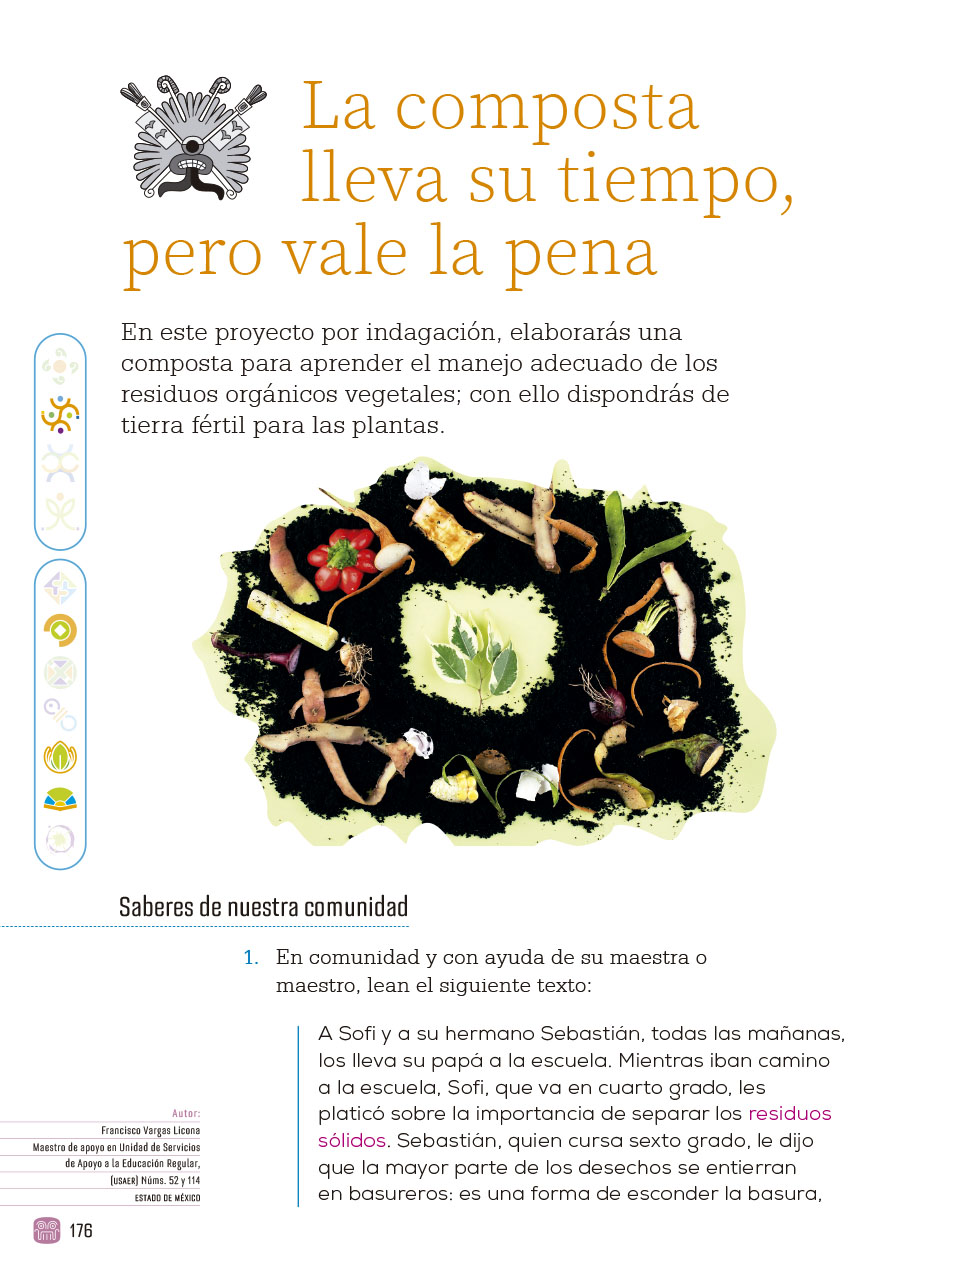 La composta
lleva su tiempo,
pero vale la pena
En este proyecto por indagación, elaborarás una
composta para aprender el manejo adecuado de los
residuos orgánicos vegetales; con ello dispondrás de
tierra fértil para las plantas.
Saberes de nuestra comunidad
1. En comunidad y con ayuda de su maestra o
maestro, lean el siguiente texto:
A Sofi y a su hermano Sebastián, todas las mañanas,
los lleva su papá a la escuela. Mientras iban camino
a la escuela, Sofi, que va en cuarto grado, les
platicó sobre la importancia de separar los residuos
sólidos. Sebastián, quien cursa sexto grado, le dijo
que la mayor parte de los desechos se entierran
en basureros: es una forma de esconder la basura,
Autor:
Francisco Vargas Licona
Maestro de apoyo en Unidad de Servicios
de Apoyo a la Educación Regular,
(USAER) Núms. 52 y 114
ESTADO DE MÉXICO
176